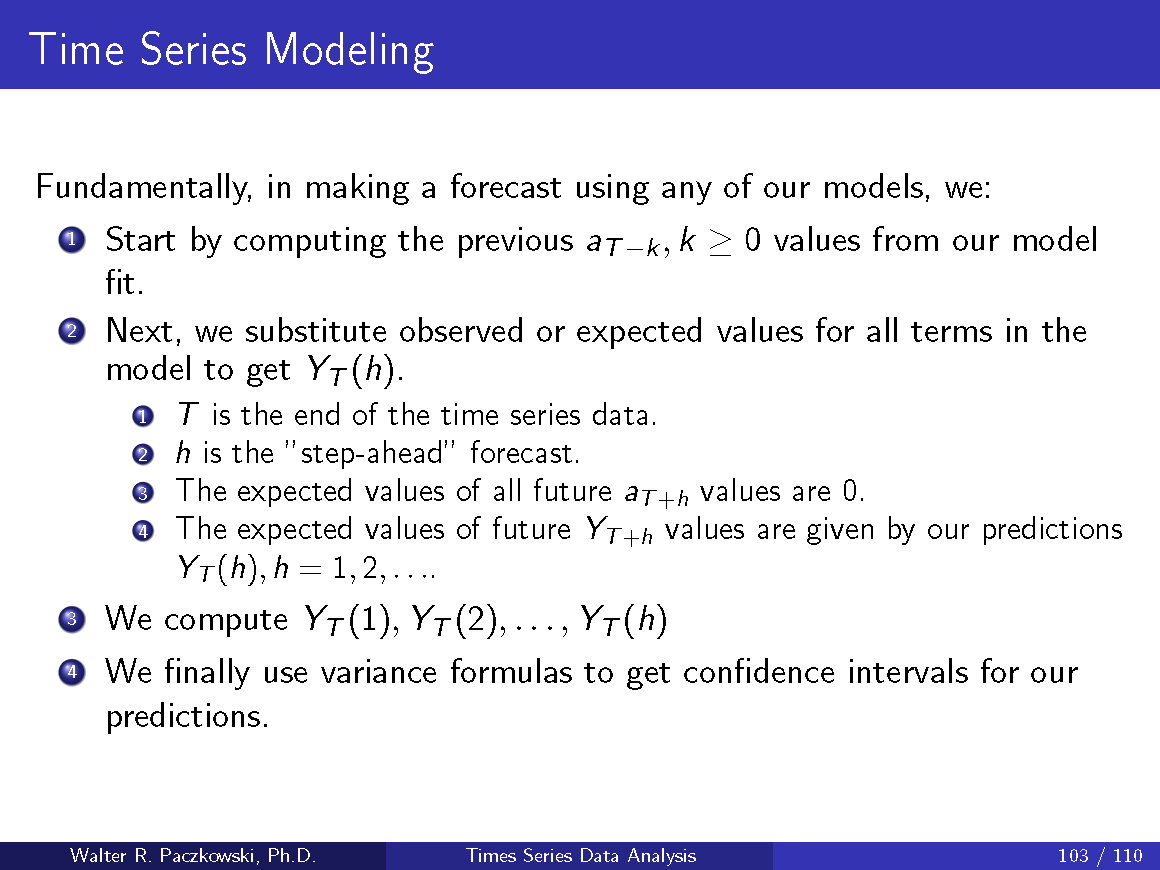 Time Series Modeling
Fundamentally, in making a forecast using any of our models, we:
1 Start by computing the previous a_{T−k}, k ≥ 0 values from our model
fit.
2 Next, we substitute observed or expected values for all terms in the
model to get Y_T(h).
1 T is the end of the time series data.
2 h is the ”step-ahead” forecast.
3 The expected values of all future a_{T+h} values are 0.
4 The expected values of future Y_{T+h} values are given by our predictions
Y_T(h), h = 1, 2, . . ..
3 We compute Y_T(1), Y_T(2), . . . , Y_T(h)
4 We finally use variance formulas to get confidence intervals for our
predictions.
Walter R. Paczkowski, Ph.D. Times Series Data Analysis 103 / 110